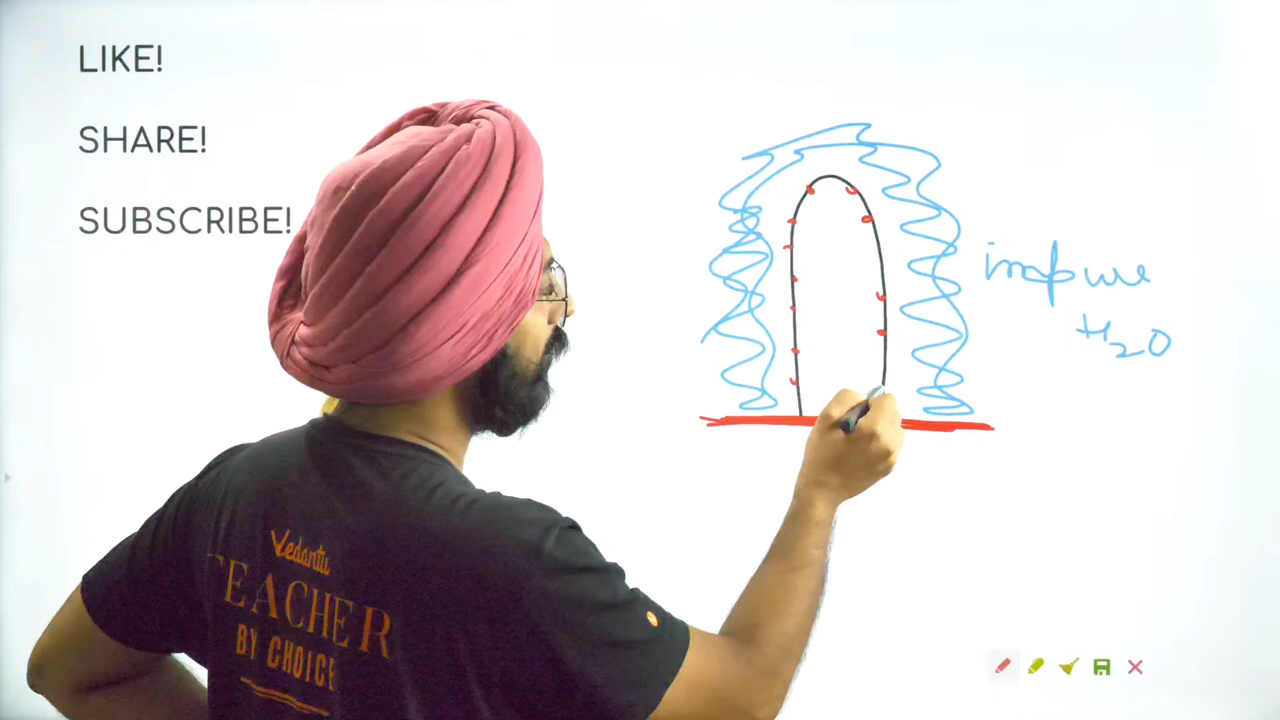 LIKE!
SHARE!
SUBSCRIBE!
impure
H₂O
Vedantu
TEACHER
BY CHOICE